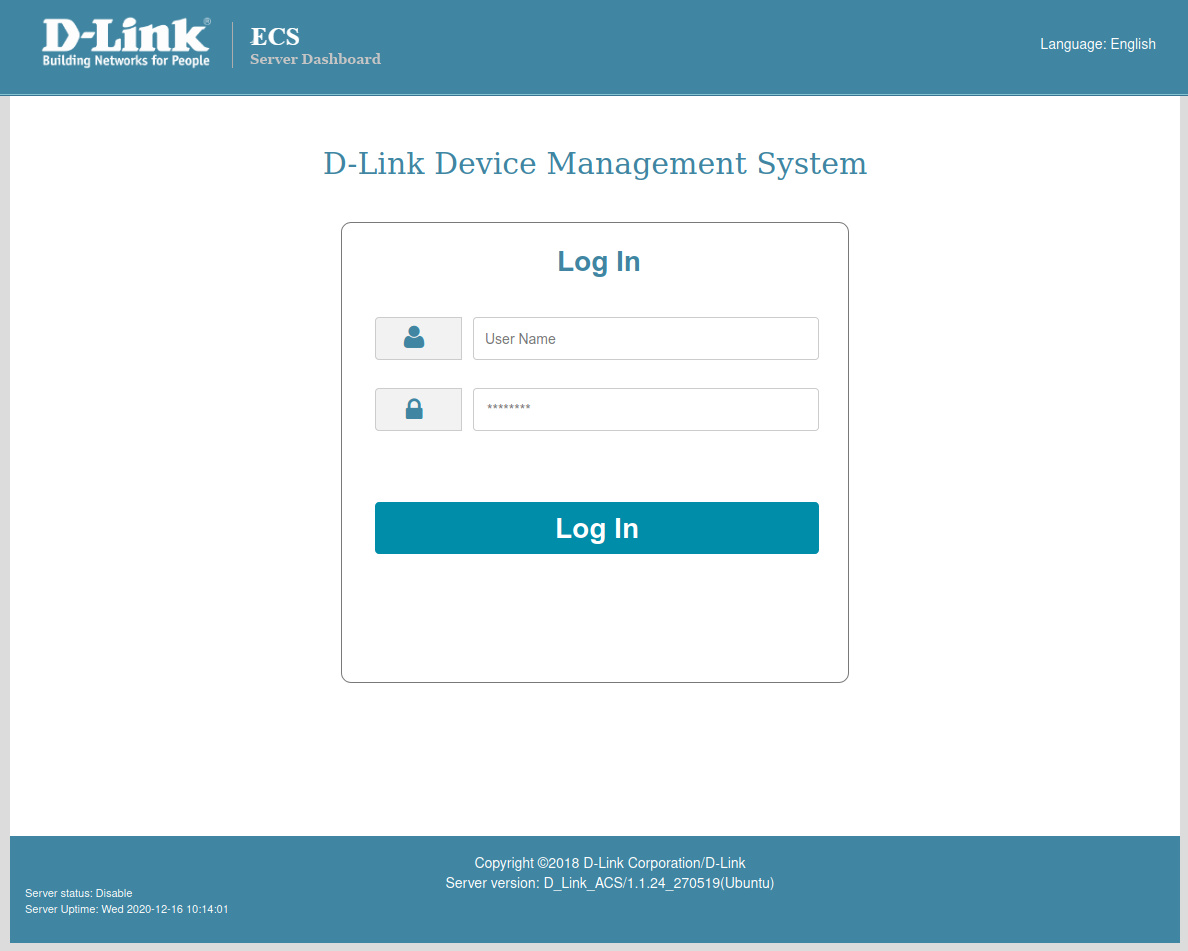 D-Link®
Building Networks for People
ECS
Server Dashboard
Language: English
D-Link Device Management System
Log In
User Name
********
Log In
Copyright ©2018 D-Link Corporation/D-Link
Server version: D_Link_ACS/1.1.24_270519(Ubuntu)
Server status: Disable
Server Uptime: Wed 2020-12-16 10:14:01